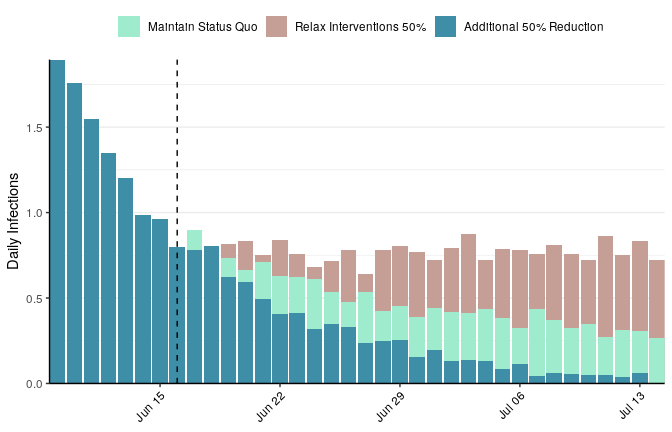 Maintain Status Quo Relax Interventions 50% Additional 50% Reduction
Daily Infections
1.5
1.0
0.5
0.0
Jun 15 Jun 22 Jun 29 Jul 06 Jul 13